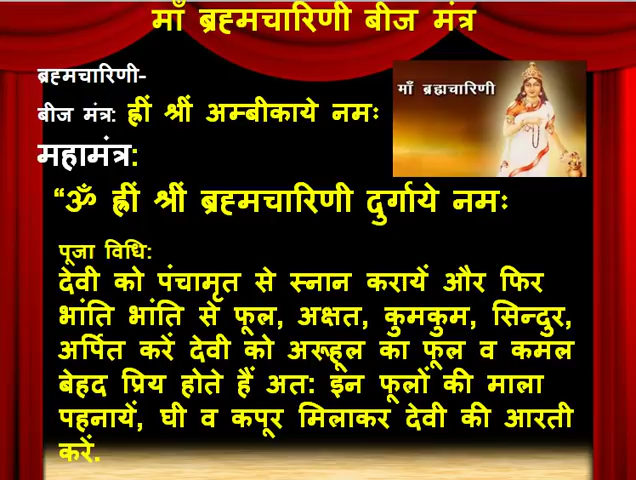 माँ ब्रह्मचारिणी बीज मंत्र
ब्रह्मचारिणी-
माँ ब्रह्मचारिणी
बीज मंत्र: ह्रीं श्रीं अम्बीकाये नमः
महामंत्र:
“ॐ ह्रीं श्रीं ब्रह्मचारिणी दुर्गाये नमः
पूजा विधि:
देवी को पंचामृत से स्नान करायें और फिर
भांति भांति से फूल, अक्षत, कुमकुम, सिन्दुर,
अर्पित करें देवी को अरूहूल का फूल व कमल
बेहद प्रिय होते हैं अत: इन फूलों की माला
पहनायें, घी व कपूर मिलाकर देवी की आरती
करें.